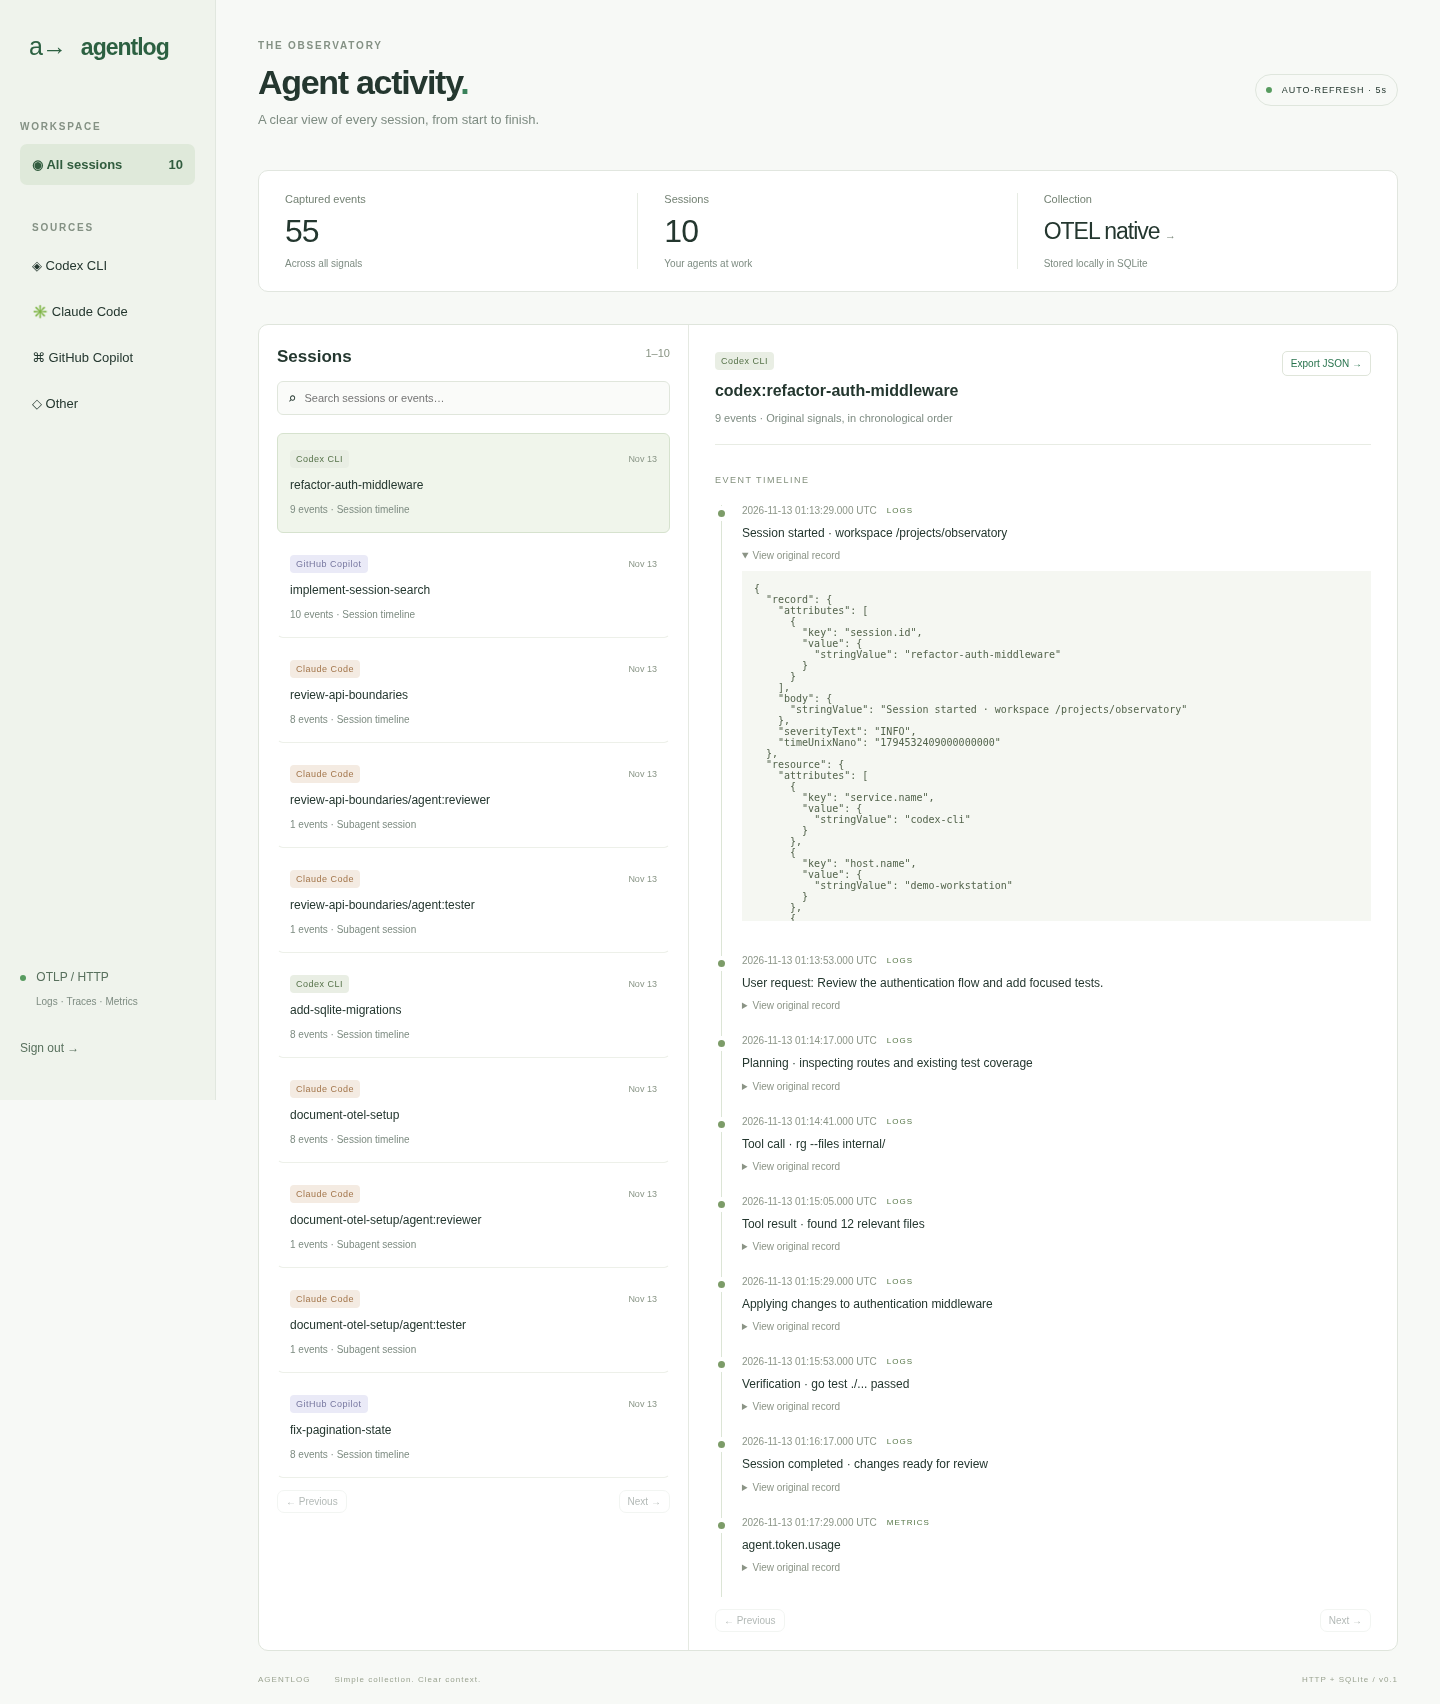 a→ agentlog
WORKSPACE
◉ All sessions 10
SOURCES
◈ Codex CLI
✳️ Claude Code
⌘ GitHub Copilot
◇ Other
OTLP / HTTP
Logs · Traces · Metrics
Sign out →
THE OBSERVATORY
Agent activity.
A clear view of every session, from start to finish.
AUTO-REFRESH · 5s
Captured events
55
Across all signals
Sessions
10
Your agents at work
Collection
OTEL native →
Stored locally in SQLite
Sessions 1–10
⌕ Search sessions or events…
Codex CLI Nov 13
refactor-auth-middleware
9 events · Session timeline
GitHub Copilot Nov 13
implement-session-search
10 events · Session timeline
Claude Code Nov 13
review-api-boundaries
8 events · Session timeline
Claude Code Nov 13
review-api-boundaries/agent:reviewer
1 events · Subagent session
Claude Code Nov 13
review-api-boundaries/agent:tester
1 events · Subagent session
Codex CLI Nov 13
add-sqlite-migrations
8 events · Session timeline
Claude Code Nov 13
document-otel-setup
8 events · Session timeline
Claude Code Nov 13
document-otel-setup/agent:reviewer
1 events · Subagent session
Claude Code Nov 13
document-otel-setup/agent:tester
1 events · Subagent session
GitHub Copilot Nov 13
fix-pagination-state
8 events · Session timeline
← Previous Next →
Codex CLI
Export JSON →
codex:refactor-auth-middleware
9 events · Original signals, in chronological order
EVENT TIMELINE
2026-11-13 01:13:29.000 UTC LOGS
Session started · workspace /projects/observatory
▼ View original record
{
  "record": {
    "attributes": [
      {
        "key": "session.id",
        "value": {
          "stringValue": "refactor-auth-middleware"
        }
      }
    ],
    "body": {
      "stringValue": "Session started · workspace /projects/observatory"
    },
    "severityText": "INFO",
    "timeUnixNano": "1794532409000000000"
  },
  "resource": {
    "attributes": [
      {
        "key": "service.name",
        "value": {
          "stringValue": "codex-cli"
        }
      },
      {
        "key": "host.name",
        "value": {
          "stringValue": "demo-workstation"
        }
      },
      {
2026-11-13 01:13:53.000 UTC LOGS
User request: Review the authentication flow and add focused tests.
▶ View original record
2026-11-13 01:14:17.000 UTC LOGS
Planning · inspecting routes and existing test coverage
▶ View original record
2026-11-13 01:14:41.000 UTC LOGS
Tool call · rg --files internal/
▶ View original record
2026-11-13 01:15:05.000 UTC LOGS
Tool result · found 12 relevant files
▶ View original record
2026-11-13 01:15:29.000 UTC LOGS
Applying changes to authentication middleware
▶ View original record
2026-11-13 01:15:53.000 UTC LOGS
Verification · go test ./... passed
▶ View original record
2026-11-13 01:16:17.000 UTC LOGS
Session completed · changes ready for review
▶ View original record
2026-11-13 01:17:29.000 UTC METRICS
agent.token.usage
▶ View original record
← Previous Next →
AGENTLOG Simple collection. Clear context. HTTP + SQLite / v0.1